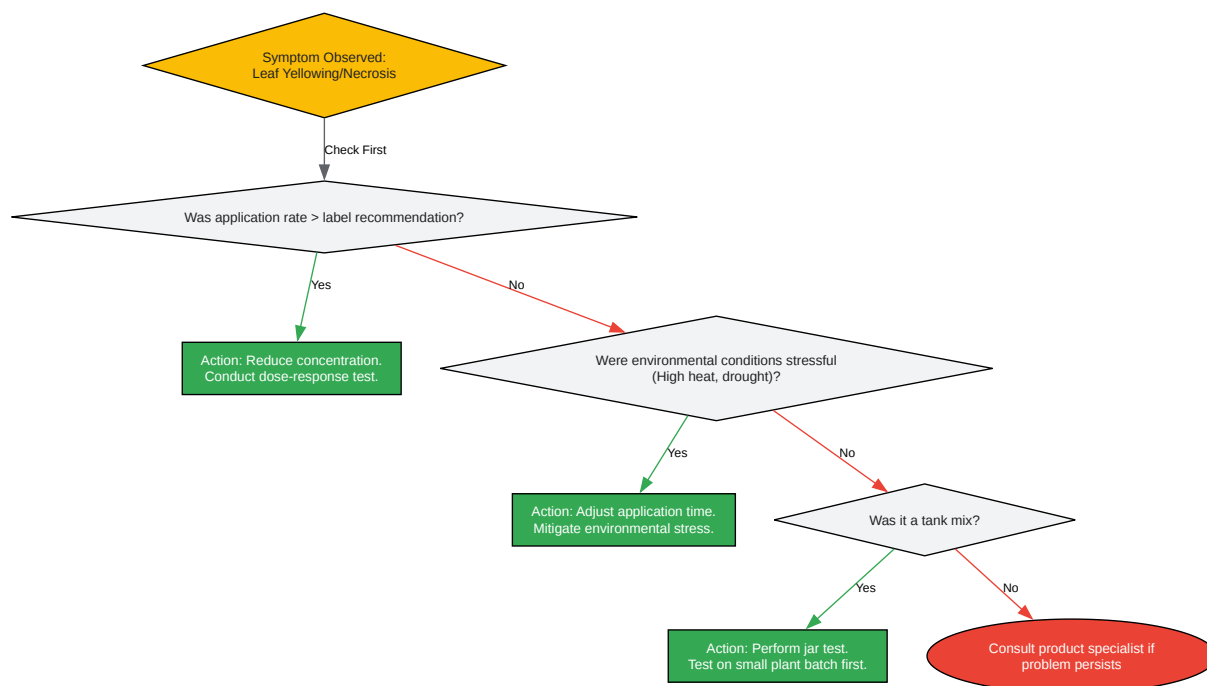 Symptom Observed:
Leaf Yellowing/Necrosis
Check First
Was application rate > label recommendation?
Yes
No
Action: Reduce concentration.
Conduct dose-response test.
Were environmental conditions stressful
(High heat, drought)?
Yes
No
Action: Adjust application time.
Mitigate environmental stress.
Was it a tank mix?
Yes
No
Action: Perform jar test.
Test on small plant batch first.
Consult product specialist if
problem persists